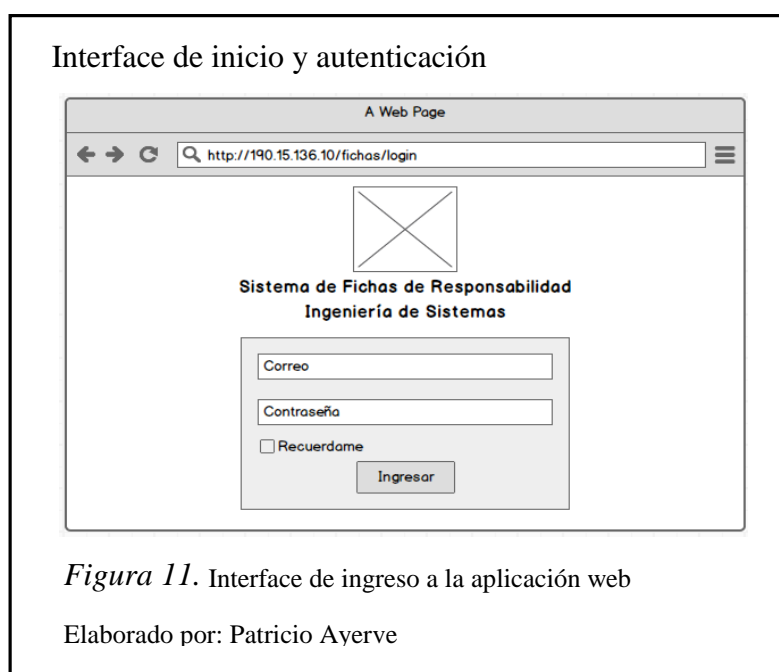 Interface de inicio y autenticación
A Web Page
http://190.15.136.10/fichas/login
Sistema de Fichas de Responsabilidad
Ingeniería de Sistemas
Correo
Contraseña
Recuerdame
Ingresar
Figura 11. Interface de ingreso a la aplicación web
Elaborado por: Patricio Ayerve